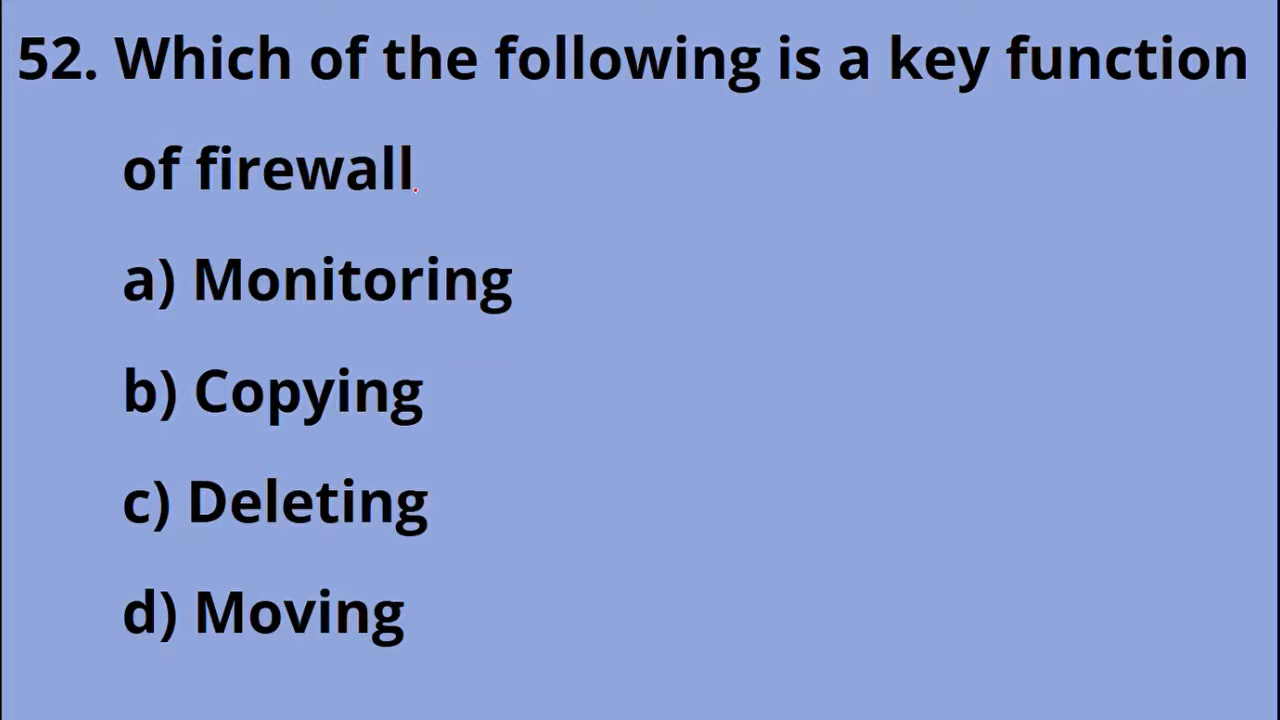 52. Which of the following is a key function
of firewall
a) Monitoring
b) Copying
c) Deleting
d) Moving